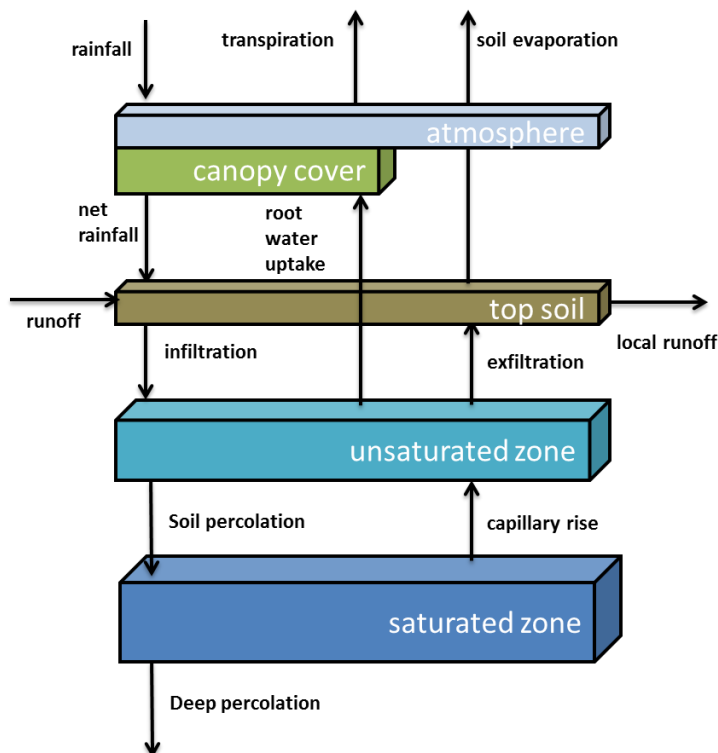 transpiration
soil evaporation
rainfall
atmosphere
canopy cover
net
rainfall
root
water
uptake
top soil
runoff
local runoff
infiltration
exfiltration
unsaturated zone
Soil percolation
capillary rise
saturated zone
Deep percolation